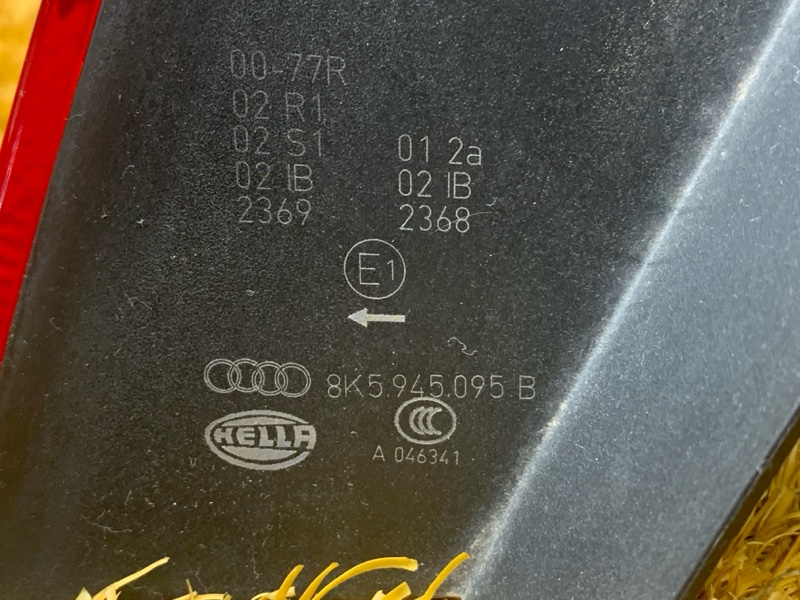 00-77R
02 R1
02 S1
02 IB
2369
01 2a
02 IB
2368
E1
8K5.945.095 B
HELLA
CCC
A 046341